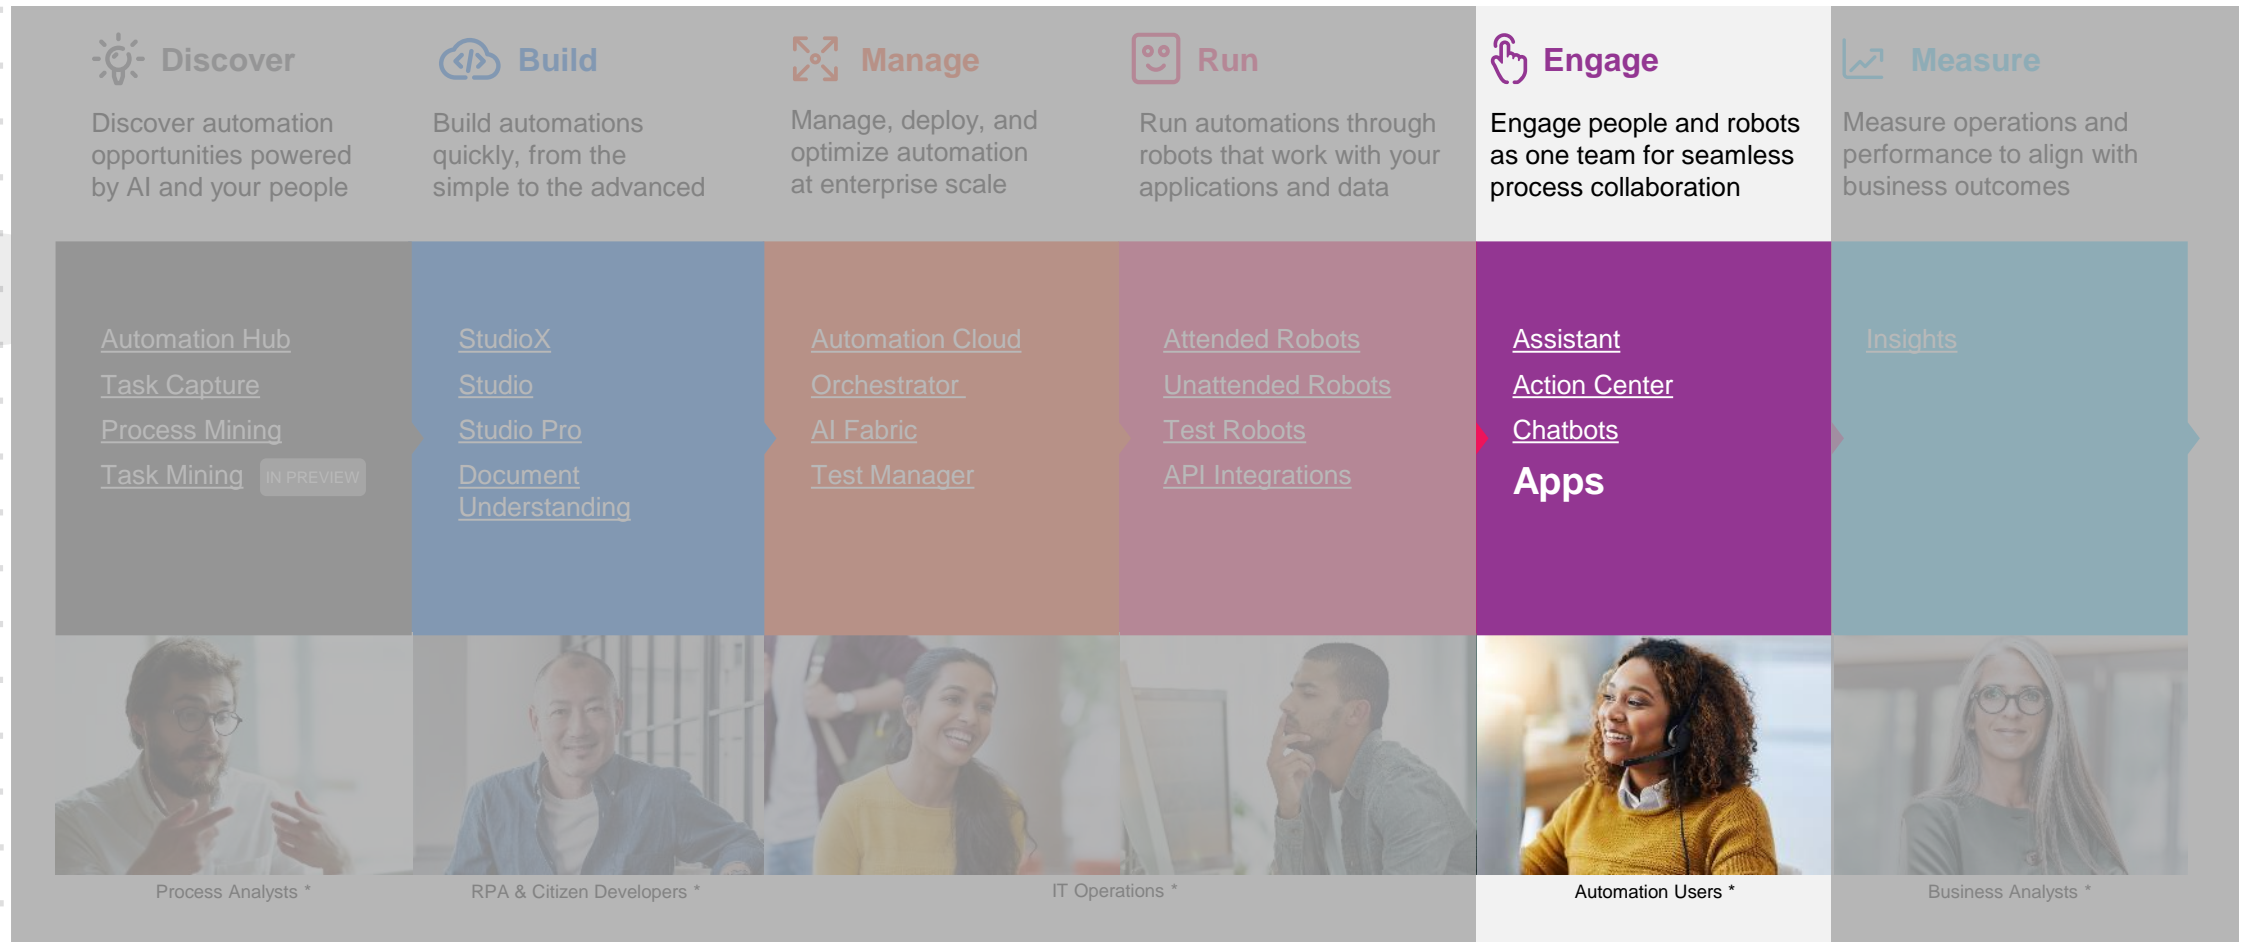 Discover
Discover automation
opportunities powered
by AI and your people
Automation Hub
Task Capture
Process Mining
Task Mining IN PREVIEW
Process Analysts *
Build
Build automations
quickly, from the
simple to the advanced
StudioX
Studio
Studio Pro
Document
Understanding
RPA & Citizen Developers *
Manage
Manage, deploy, and
optimize automation
at enterprise scale
Automation Cloud
Orchestrator
AI Fabric
Test Manager
Run
Run automations through
robots that work with your
applications and data
Attended Robots
Unattended Robots
Test Robots
API Integrations
IT Operations *
Engage
Engage people and robots
as one team for seamless
process collaboration
Assistant
Action Center
Chatbots
Apps
Automation Users *
Measure
Measure operations and
performance to align with
business outcomes
Insights
Business Analysts *